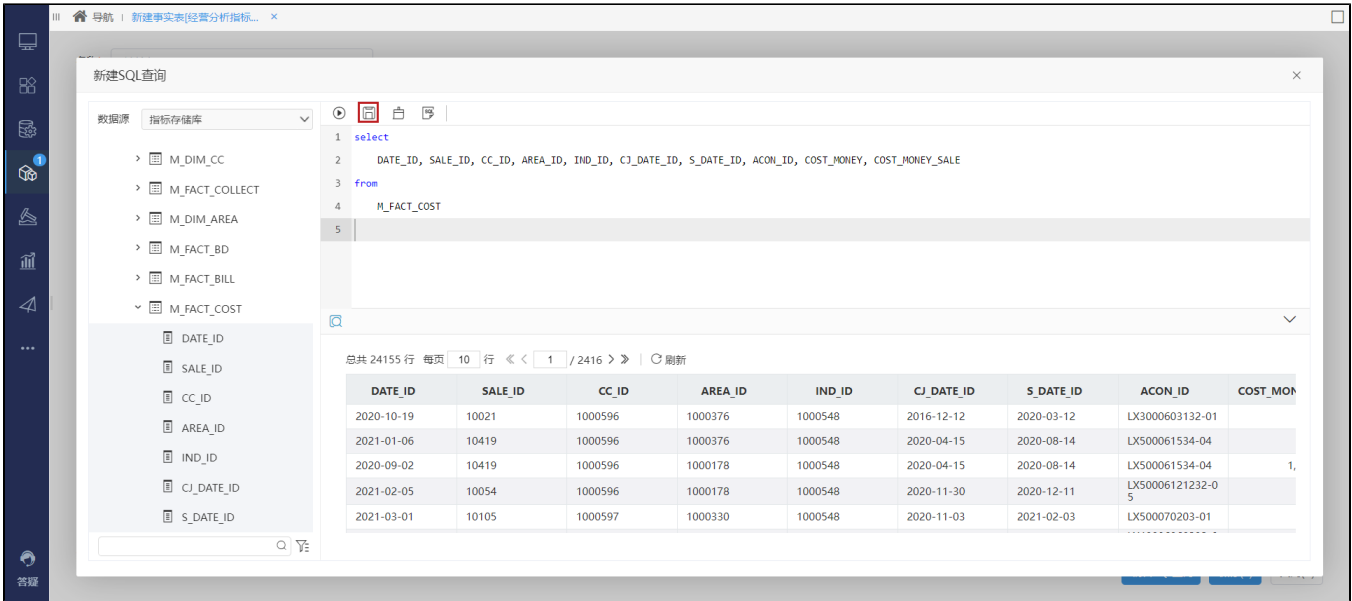 导航 | 新建事实表[经营分析指标... ×
新建SQL查询
数据源 指标存储库
M_DIM_CC
M_FACT_COLLECT
M_DIM_AREA
M_FACT_BD
M_FACT_BILL
M_FACT_COST
DATE_ID
SALE_ID
CC_ID
AREA_ID
IND_ID
CJ_DATE_ID
S_DATE_ID
1
答疑
1 select
2 DATE_ID, SALE_ID, CC_ID, AREA_ID, IND_ID, CJ_DATE_ID, S_DATE_ID, ACON_ID, COST_MONEY, COST_MONEY_SALE
3 from
4 M_FACT_COST
5
总共 24155 行 每页 10 行 1 / 2416 刷新
DATE_ID SALE_ID CC_ID AREA_ID IND_ID CJ_DATE_ID S_DATE_ID ACON_ID COST_MON
2020-10-19 10021 1000596 1000376 1000548 2016-12-12 2020-03-12 LX3000603132-01
2021-01-06 10419 1000596 1000376 1000548 2020-04-15 2020-08-14 LX500061534-04
2020-09-02 10419 1000596 1000178 1000548 2020-04-15 2020-08-14 LX500061534-04 1,
2021-02-05 10054 1000596 1000178 1000548 2020-11-30 2020-12-11 LX50006121232-0
5
2021-03-01 10105 1000597 1000330 1000548 2020-11-03 2021-02-03 LX500070203-01